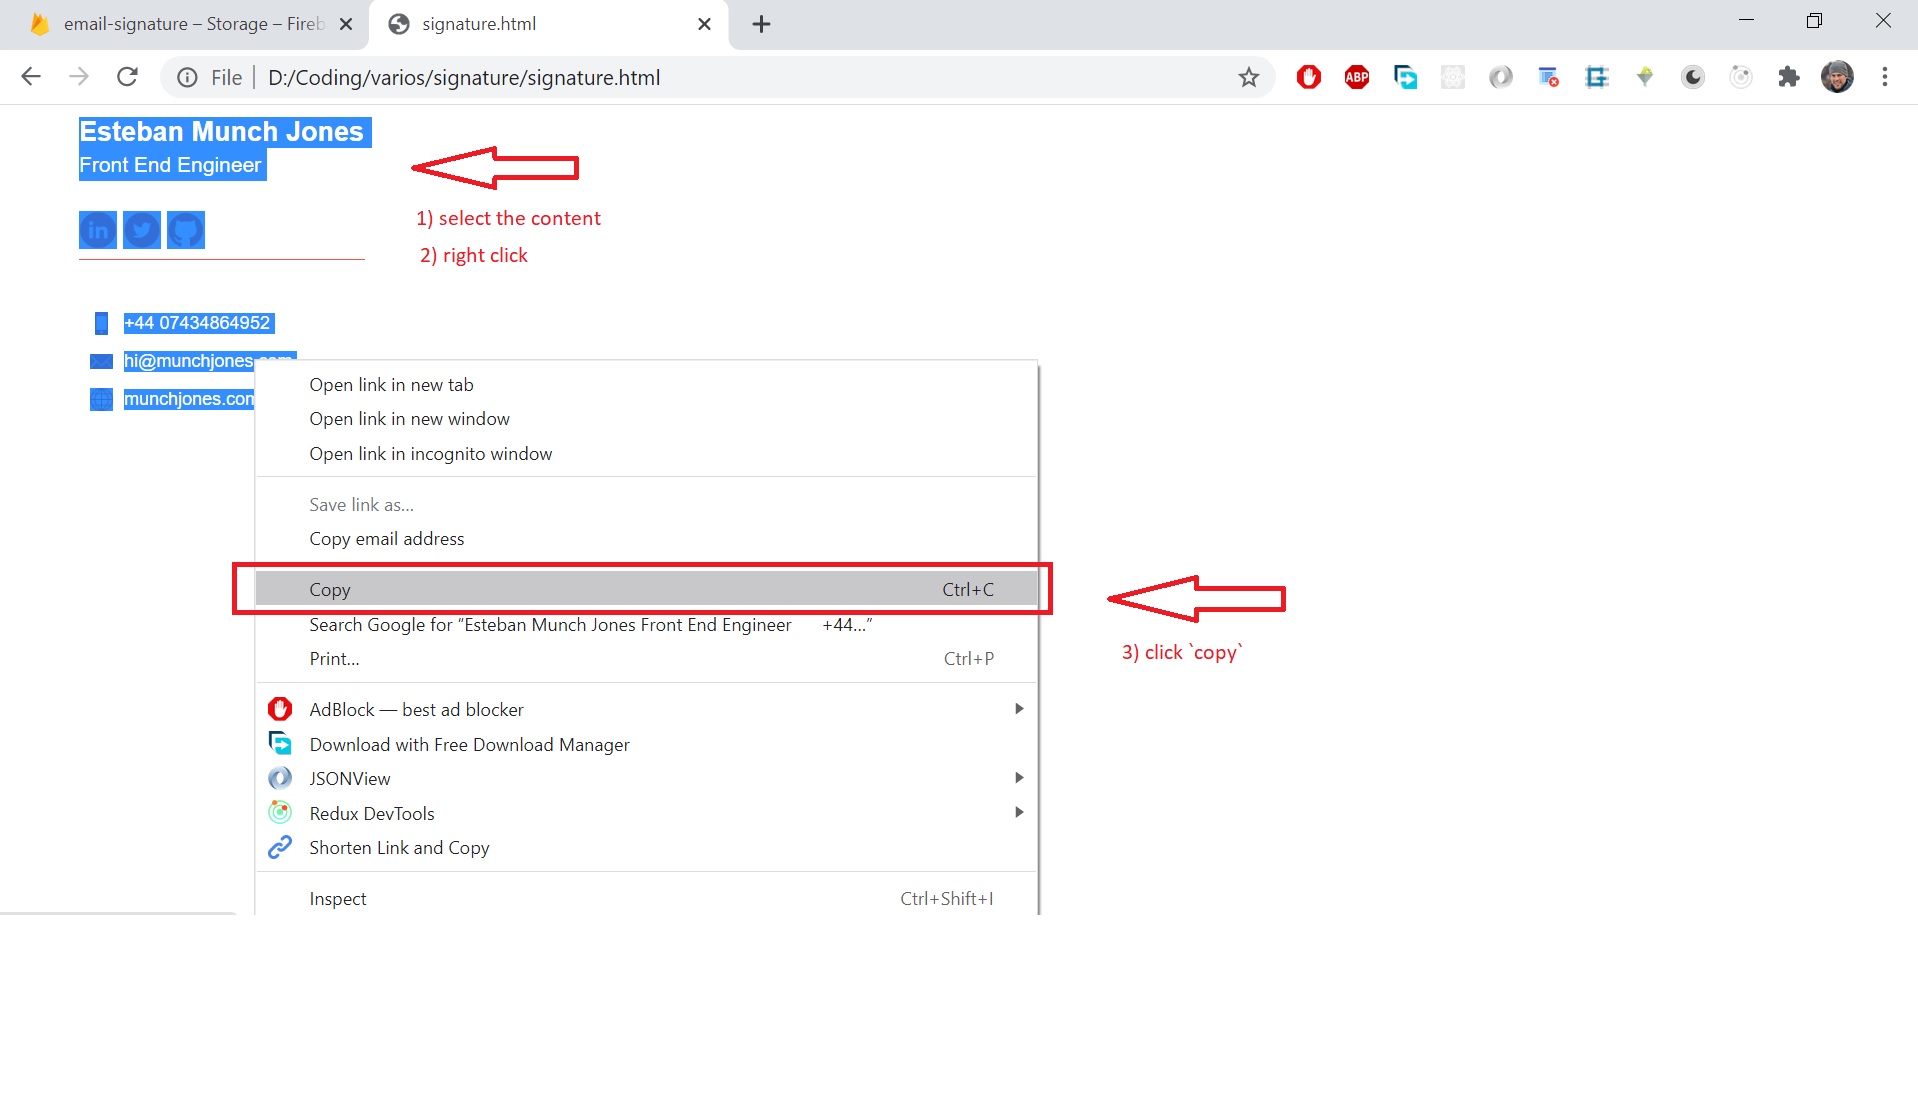 email-signature – Storage – Fireb
signature.html
File
D:/Coding/varios/signature/signature.html
ABP
Esteban Munch Jones
Front End Engineer
in
1) select the content
2) right click
+44 07434864952
hi@munchjones.com
munchjones.com
Open link in new tab
Open link in new window
Open link in incognito window
Save link as...
Copy email address
Copy Ctrl+C
Search Google for “Esteban Munch Jones Front End Engineer +44...”
Print... Ctrl+P
3) click `copy`
AdBlock — best ad blocker
Download with Free Download Manager
JSONView
Redux DevTools
Shorten Link and Copy
Inspect Ctrl+Shift+I